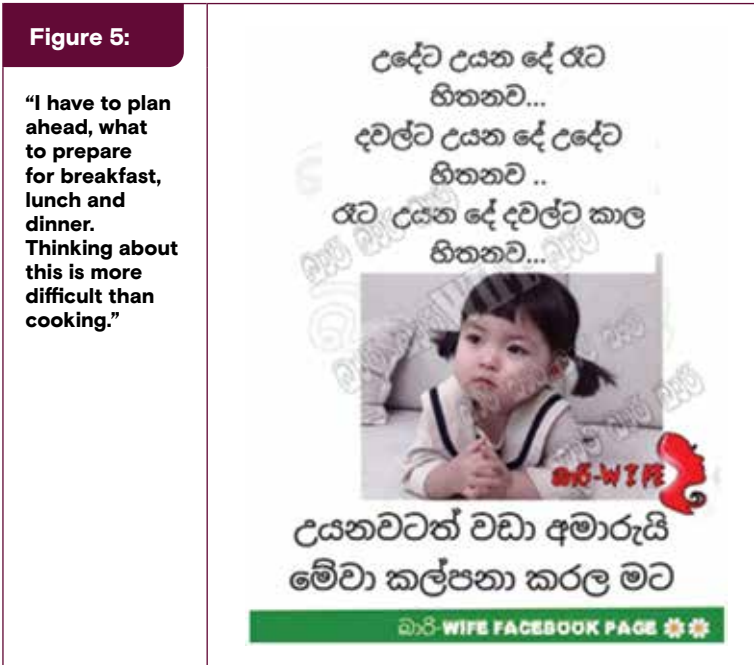 Figure 5:
“I have to plan
ahead, what
to prepare
for breakfast,
lunch and
dinner.
Thinking about
this is more
difficult than
cooking.”
උදේට උයන දේ රෑට
හිතනව...
දවල්ට උයන දේ උදේට
හිතනව ..
රෑට උයන දේ දවල්ට කාල
හිතනව...
බාරි-WIFE
උයනවටත් වඩා අමාරුයි
මේවා කල්පනා කරල මට
බාරි-WIFE FACEBOOK PAGE